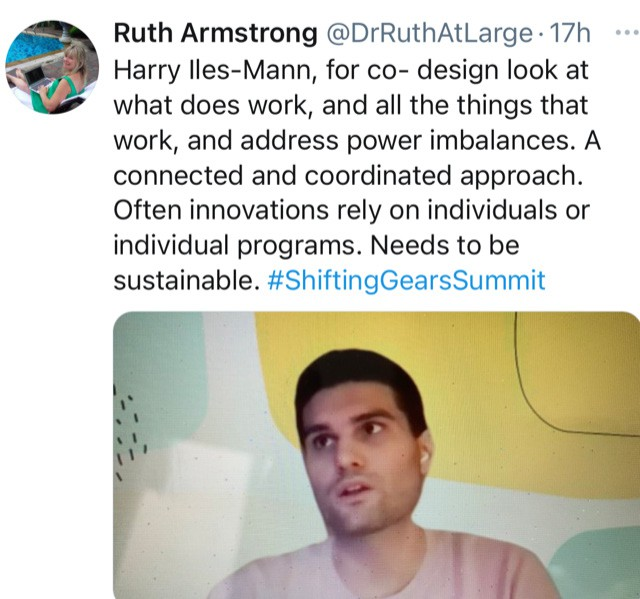 Ruth Armstrong @DrRuthAtLarge · 17h ...
Harry Iles-Mann, for co- design look at
what does work, and all the things that
work, and address power imbalances. A
connected and coordinated approach.
Often innovations rely on individuals or
individual programs. Needs to be
sustainable. #ShiftingGearsSummit